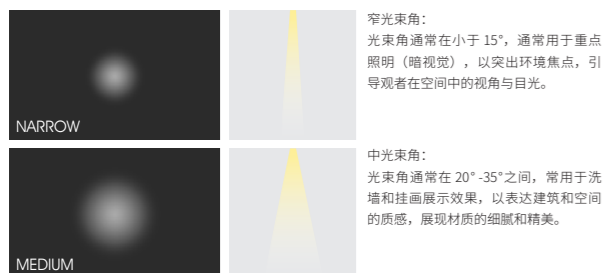 NARROW
窄光束角：
光束角通常在小于 15°，通常用于重点
照明（暗视觉），以突出环境焦点，引
导观者在空间中的视角与目光。
MEDIUM
中光束角：
光束角通常在 20° -35°之间，常用于洗
墙和挂画展示效果，以表达建筑和空间
的质感，展现材质的细腻和精美。